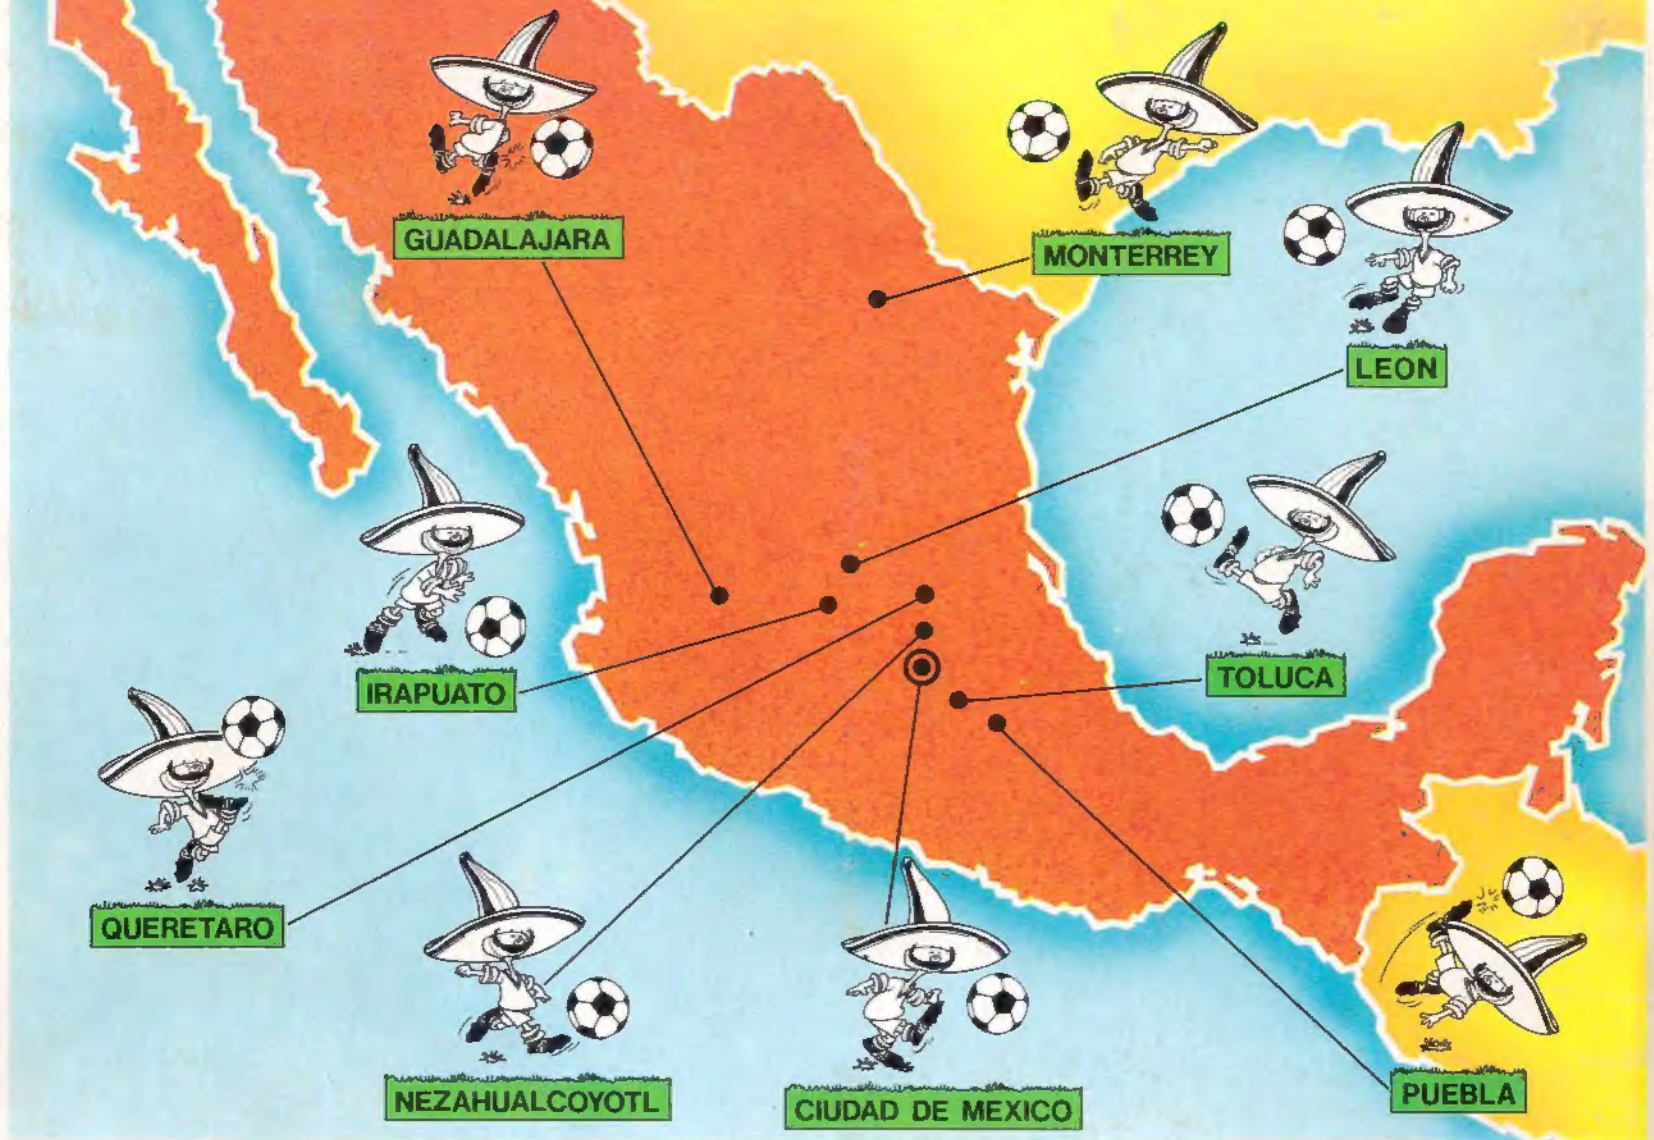 GUADALAJARA
MONTERREY
LEON
IRAPUATO
TOLUCA
QUERETARO
NEZAHUALCOYOTL
CIUDAD DE MEXICO
PUEBLA